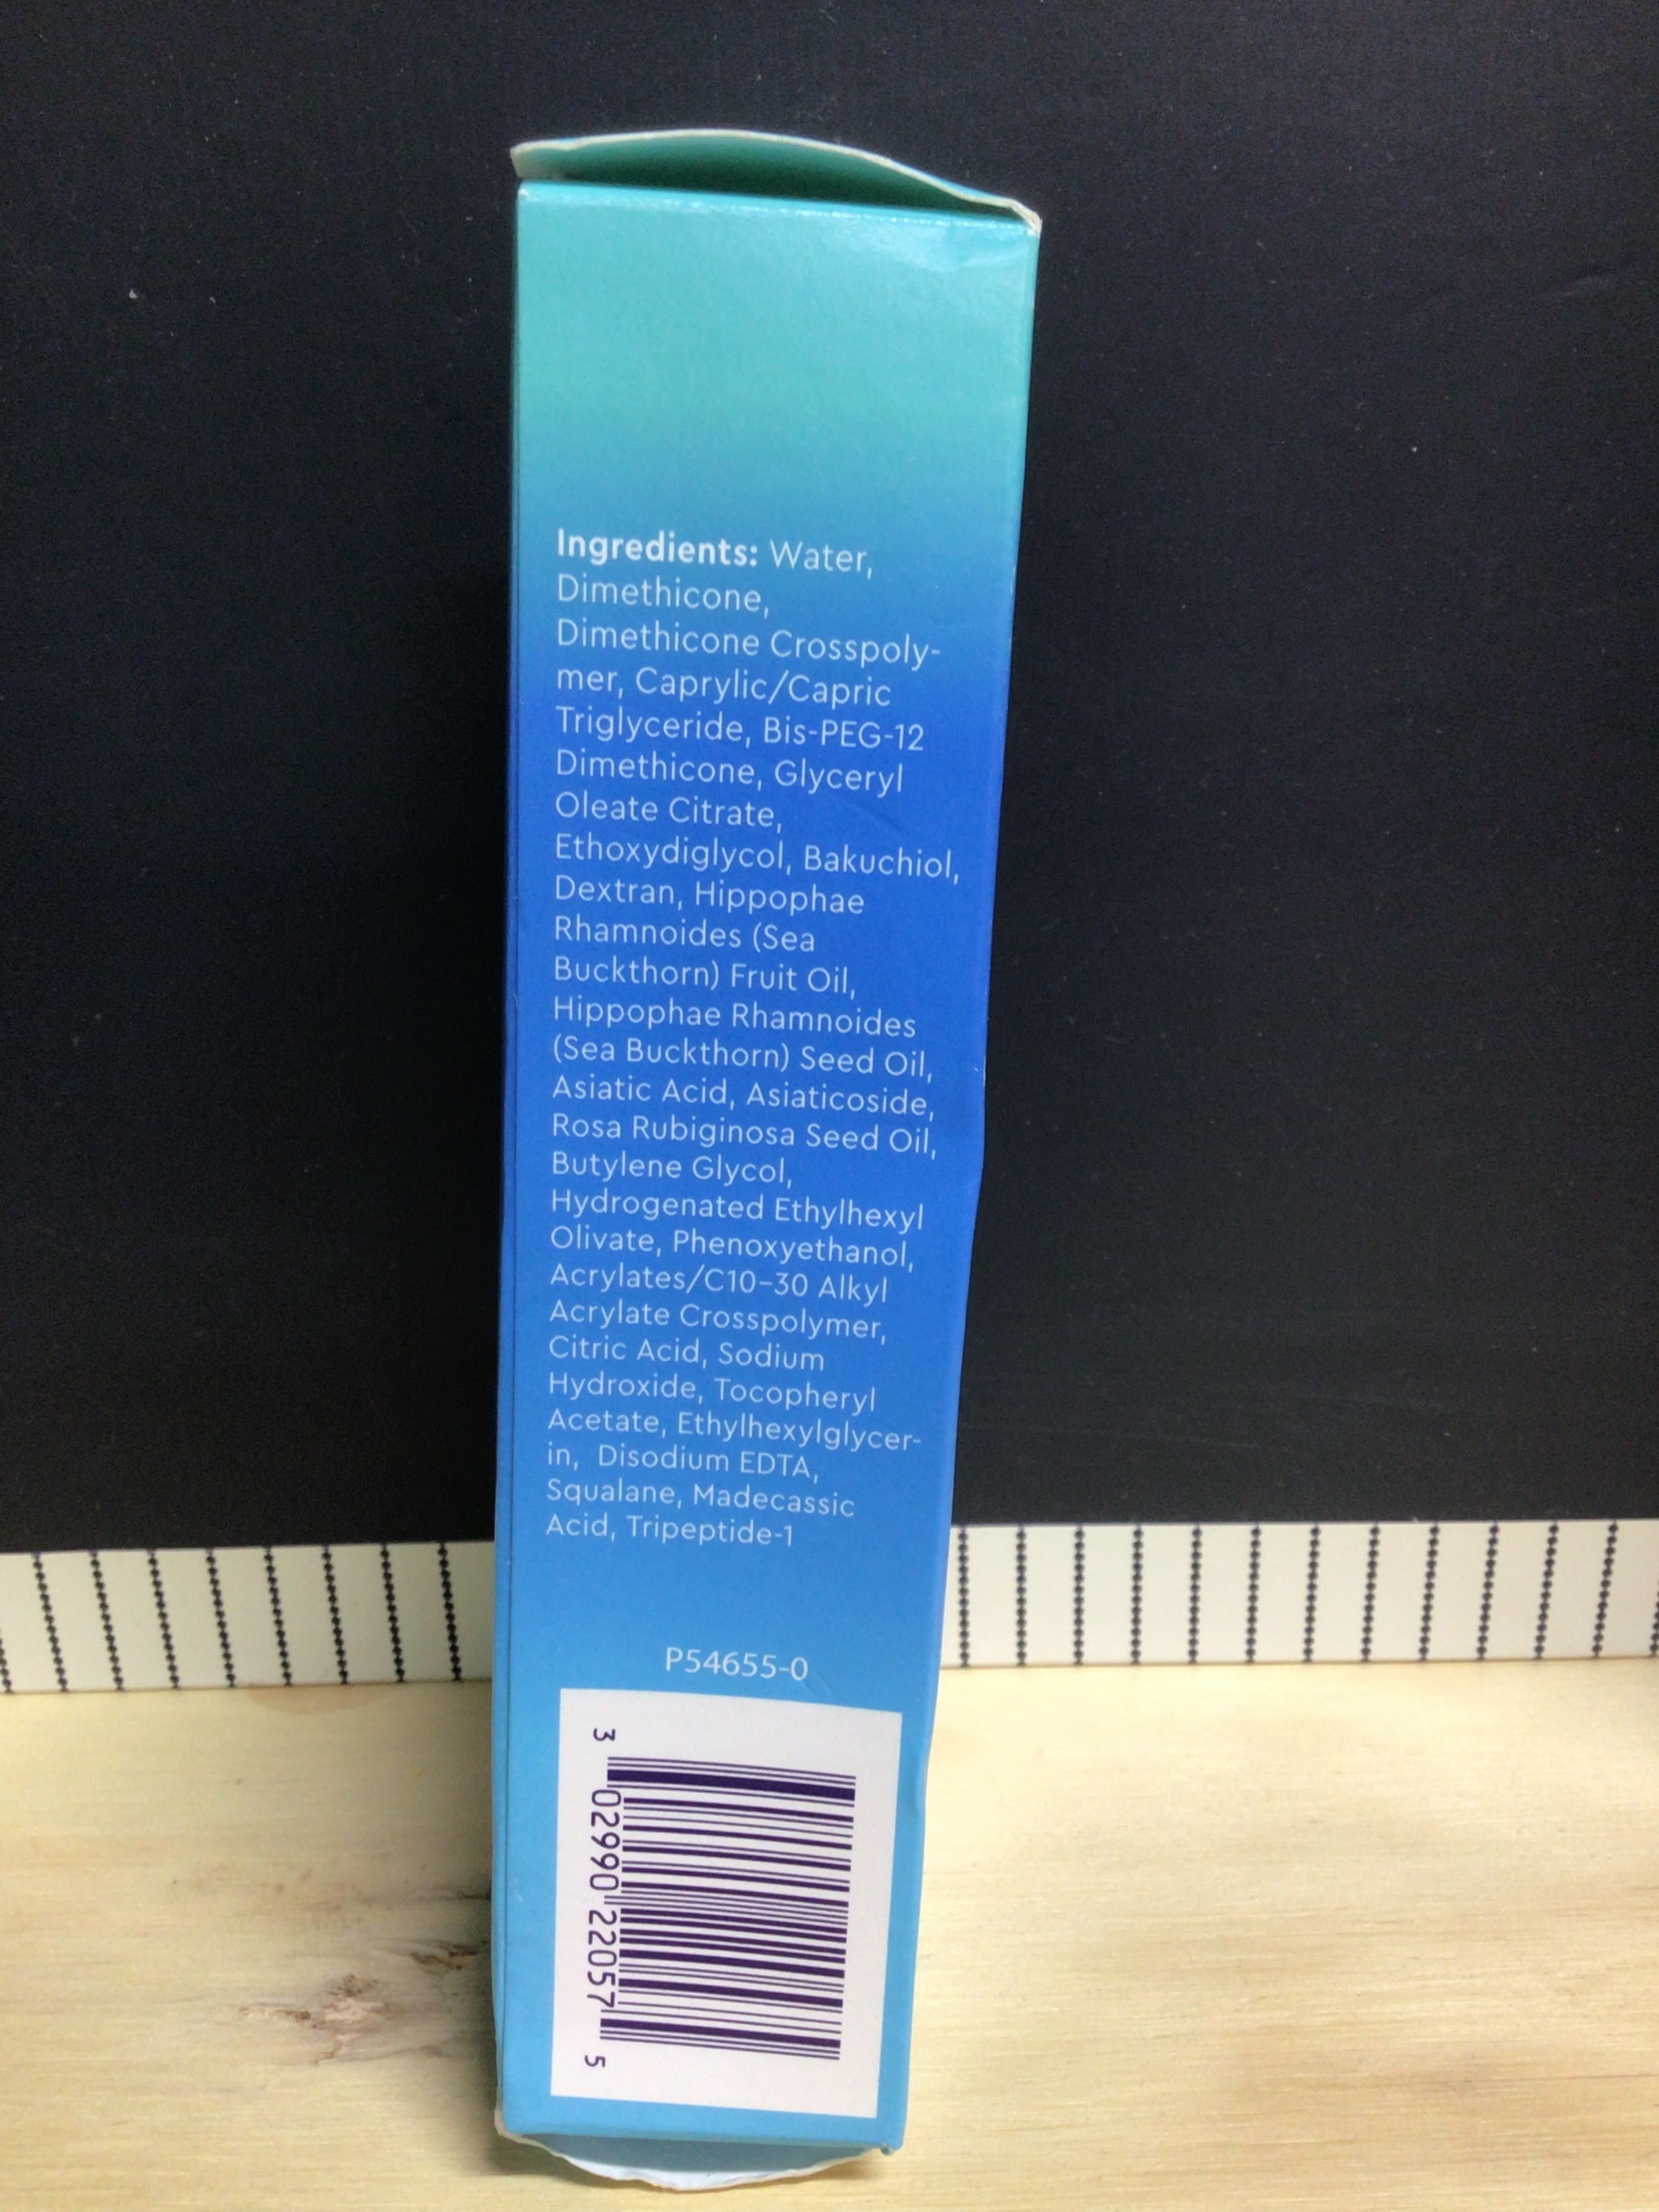 Ingredients: Water,
Dimethicone,
Dimethicone Crosspoly-
mer, Caprylic/Capric
Triglyceride, Bis-PEG-12
Dimethicone, Glyceryl
Oleate Citrate,
Ethoxydiglycol, Bakuchiol,
Dextran, Hippophae
Rhamnoides (Sea
Buckthorn) Fruit Oil,
Hippophae Rhamnoides
(Sea Buckthorn) Seed Oil,
Asiatic Acid, Asiaticoside,
Rosa Rubiginosa Seed Oil,
Butylene Glycol,
Hydrogenated Ethylhexyl
Olivate, Phenoxyethanol,
Acrylates/C10-30 Alkyl
Acrylate Crosspolymer,
Citric Acid, Sodium
Hydroxide, Tocopheryl
Acetate, Ethylhexylglycer-
in, Disodium EDTA,
Squalane, Madecassic
Acid, Tripeptide-1
P54655-0
3 02990 22057 5